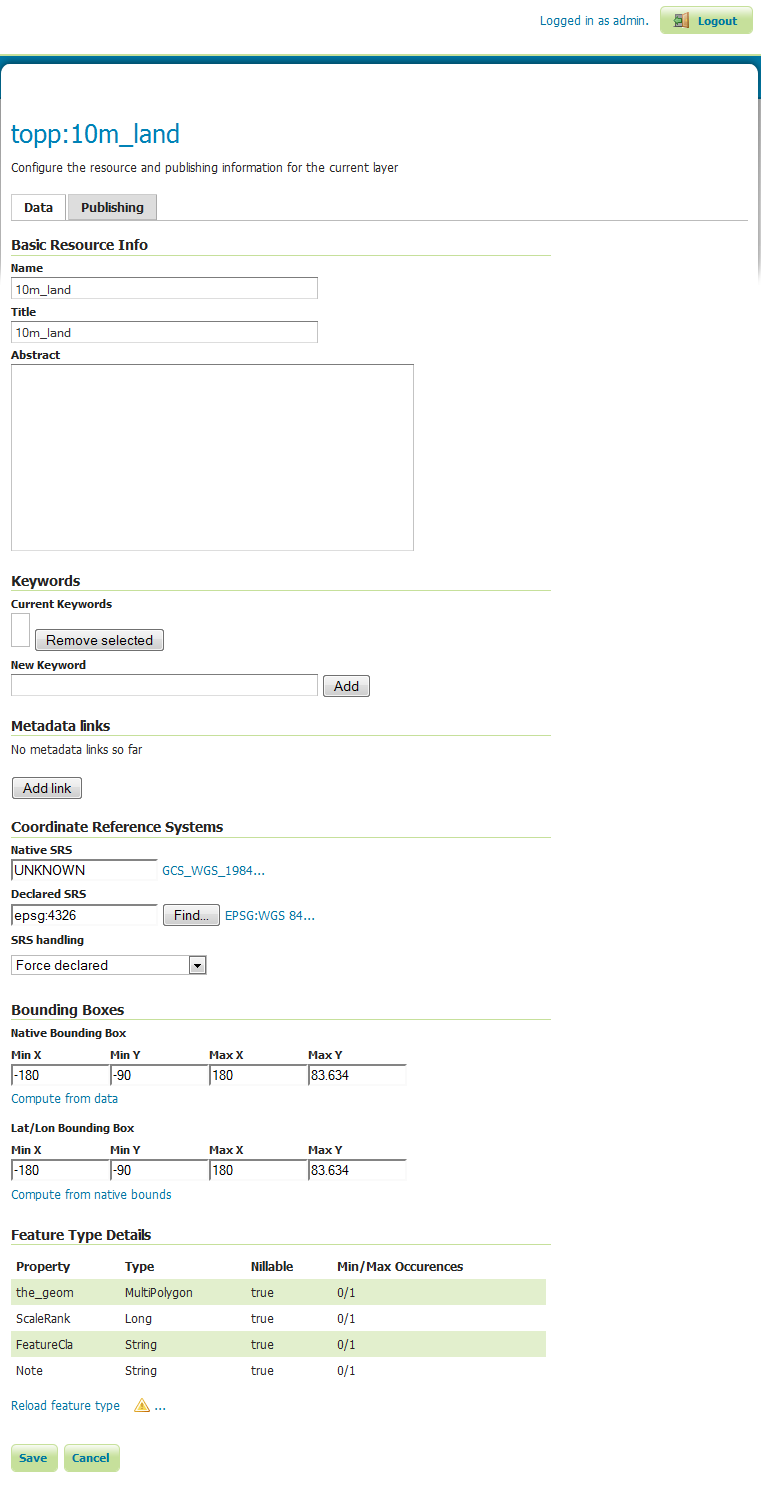 Logged in as admin. Logout
topp:10m_land
Configure the resource and publishing information for the current layer
Data Publishing
Basic Resource Info
Name
10m_land
Title
10m_land
Abstract
Keywords
Current Keywords
Remove selected
New Keyword
Add
Metadata links
No metadata links so far
Add link
Coordinate Reference Systems
Native SRS
UNKNOWN GCS_WGS_1984...
Declared SRS
epsg:4326 Find... EPSG:WGS 84...
SRS handling
Force declared
Bounding Boxes
Native Bounding Box
Min X Min Y Max X Max Y
-180 -90 180 83.634
Compute from data
Lat/Lon Bounding Box
Min X Min Y Max X Max Y
-180 -90 180 83.634
Compute from native bounds
Feature Type Details
Property Type Nillable Min/Max Occurences
the_geom MultiPolygon true 0/1
ScaleRank Long true 0/1
FeatureCla String true 0/1
Note String true 0/1
Reload feature type ...
Save Cancel